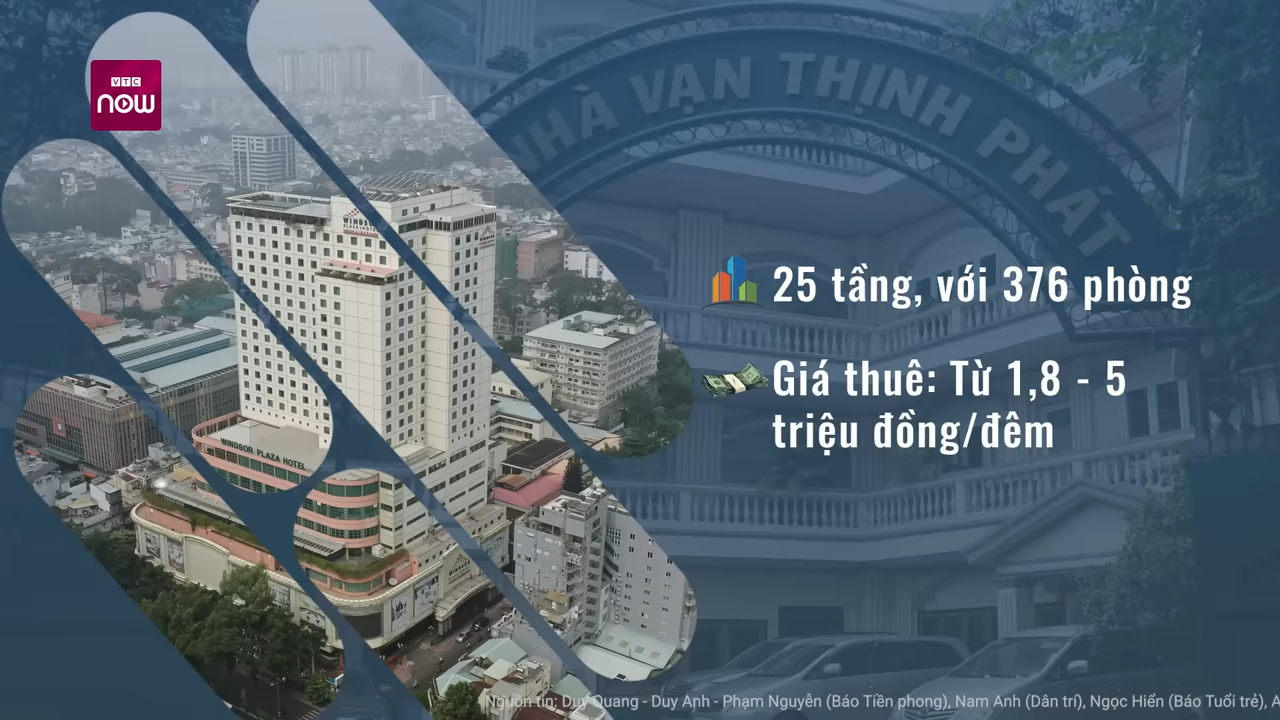 VTC
now
NHÀ VẠN THỊNH PHÁT
WINDSOR
WINDSOR PLAZA HOTEL
25 tầng, với 376 phòng
Giá thuê: Từ 1,8 - 5
triệu đồng/đêm
Nguồn tin: Duy Quang - Duy Anh - Phạm Nguyễn (Báo Tiền phong), Nam Anh (Dân trí), Ngọc Hiển (Báo Tuổi trẻ), A